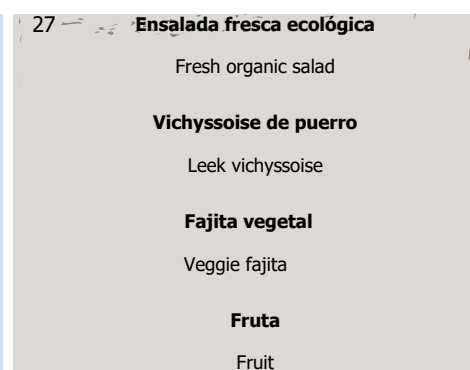 27 Ensalada fresca ecológica
Fresh organic salad
Vichyssoise de puerro
Leek vichyssoise
Fajita vegetal
Veggie fajita
Fruta
Fruit